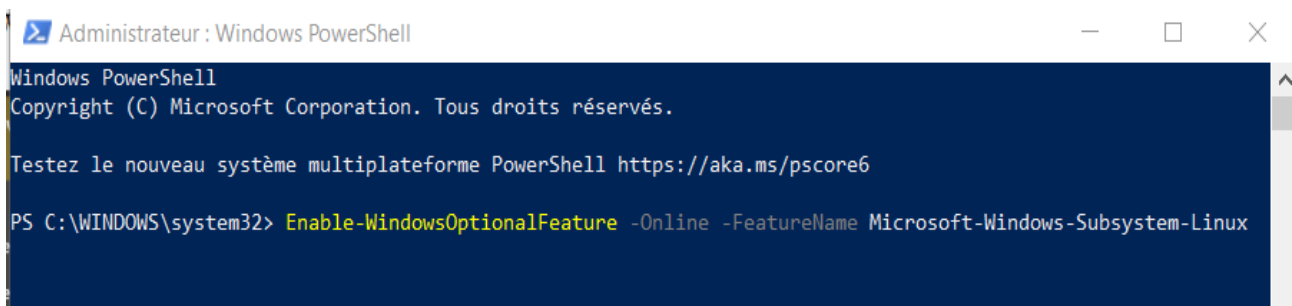 Administrateur : Windows PowerShell
Windows PowerShell
Copyright (C) Microsoft Corporation. Tous droits réservés.
Testez le nouveau système multiplateforme PowerShell https://aka.ms/pscore6
PS C:\WINDOWS\system32> Enable-WindowsOptionalFeature -Online -FeatureName Microsoft-Windows-Subsystem-Linux